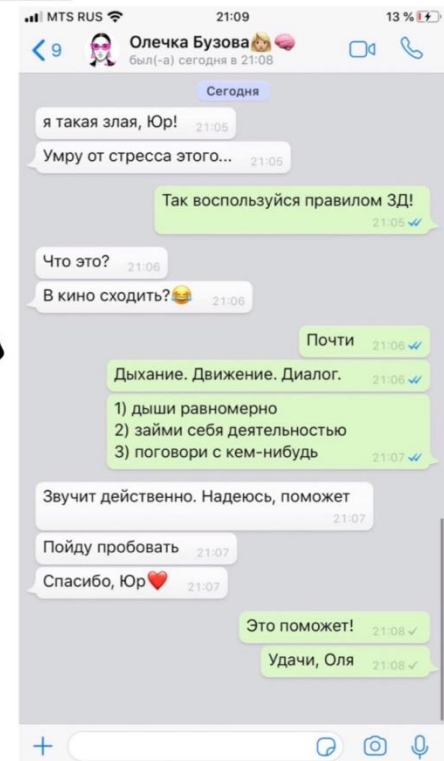 MTS RUS 21:09 13 %
9 Олечка Бузова👩🏼🧠
был(-а) сегодня в 21:08
Сегодня
я такая злая, Юр! 21:05
Умру от стресса этого... 21:05
Так воспользуйся правилом 3Д!
21:05
Что это? 21:06
В кино сходить?😂 21:06
Почти 21:06
Дыхание. Движение. Диалог. 21:06
1) дыши равномерно
2) займи себя деятельностью
3) поговори с кем-нибудь 21:07
Звучит действенно. Надеюсь, поможет
21:07
Пойду пробовать 21:07
Спасибо, Юр❤️ 21:07
Это поможет! 21:08
Удачи, Оля 21:08